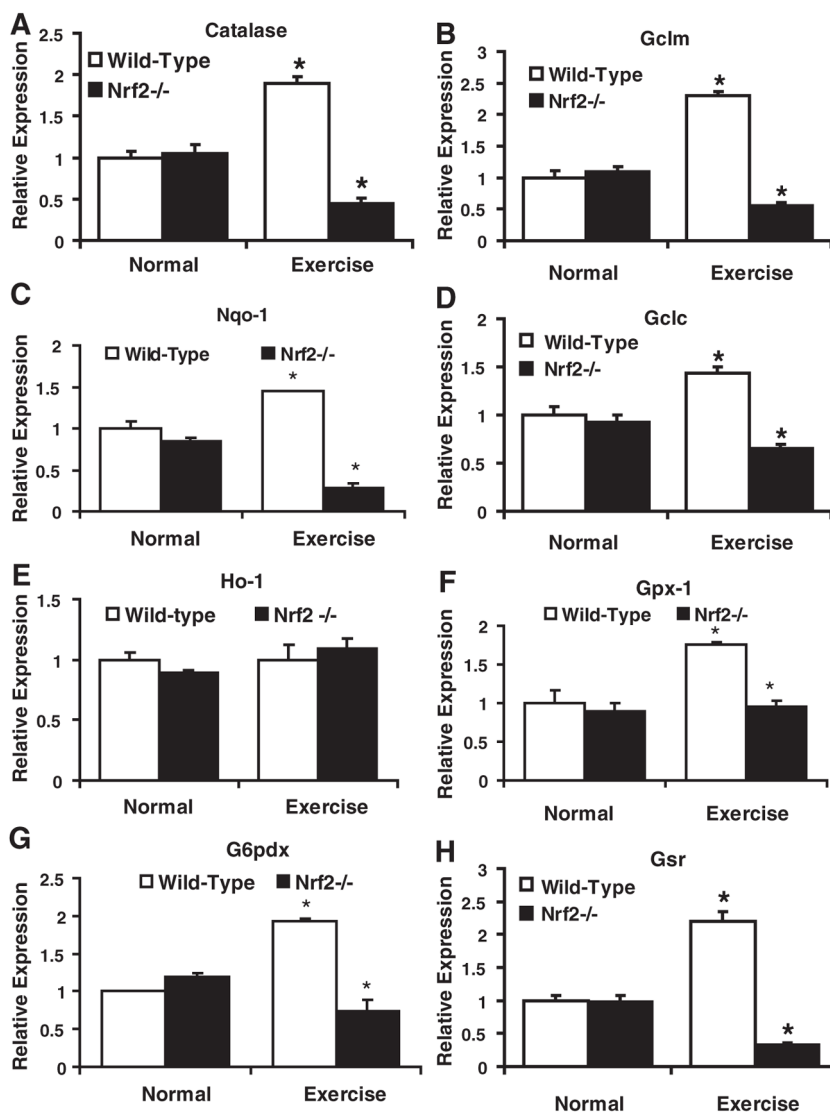 A
Catalase
Relative Expression
2.5
2
1.5
1
0.5
0
Wild-Type
Nrf2-/-
*
*
Normal Exercise
B
Gclm
Relative Expression
3
2.5
2
1.5
1
0.5
0
Wild-Type
Nrf2-/-
*
*
Normal Exercise
C
Nqo-1
Relative Expression
2
1.5
1
0.5
0
Wild-Type Nrf2-/-
*
*
Normal Exercise
D
Gclc
Relative Expression
2
1.5
1
0.5
0
Wild-Type
Nrf2-/-
*
*
Normal Exercise
E
Ho-1
Relative Expression
1.5
1
0.5
0
Wild-type Nrf2 -/-
Normal Exercise
F
Gpx-1
Relative Expression
2
1.5
1
0.5
0
Wild-Type Nrf2-/-
*
*
Normal Exercise
G
G6pdx
Relative Expression
2.5
2
1.5
1
0.5
0
Wild-Type Nrf2-/-
*
*
Normal Exercise
H
Gsr
Relative Expression
3
2.5
2
1.5
1
0.5
0
Wild-Type
Nrf2-/-
*
*
Normal Exercise